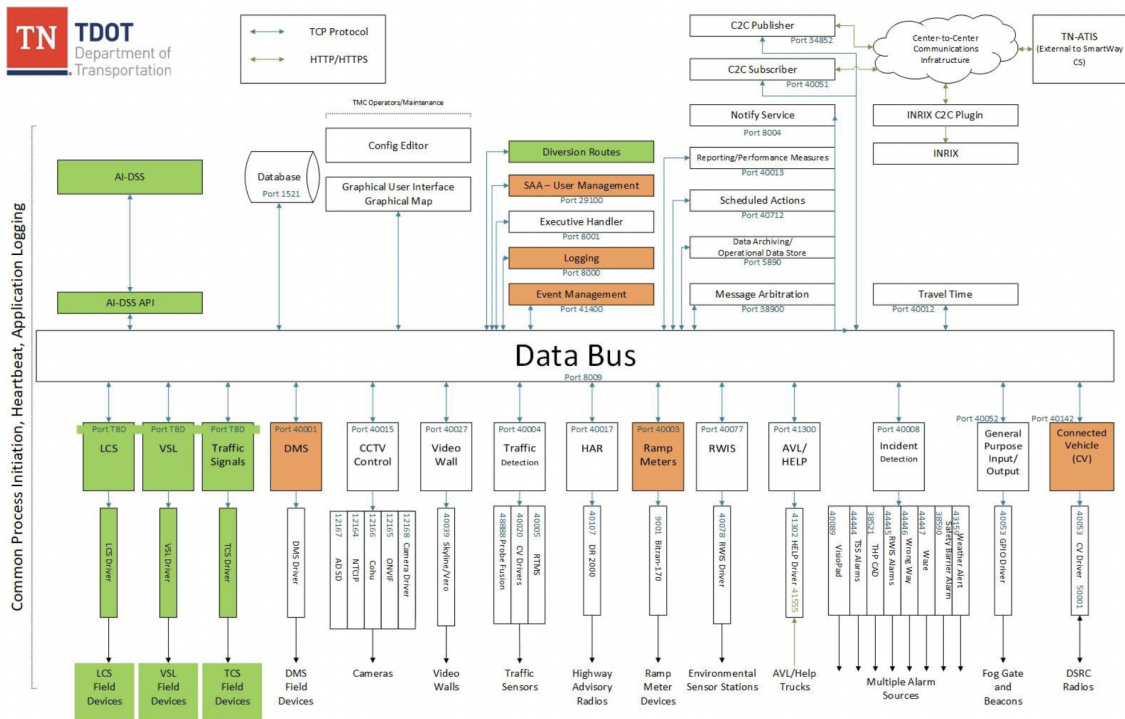 TN
TDOT
Department of
Transportation
TCP Protocol
HTTP/HTTPS
C2C Publisher
Port 34852
C2C Subscriber
Port 40051
Center-to-Center
Communications
Infratructure
TN-ATIS
(External to SmartWay
CS)
INRIX C2C Plugin
INRIX
TMC Operators/Maintenance
Config Editor
Graphical User Interface
Graphical Map
Database
Port 1521
AI-DSS
AI-DSS API
Diversion Routes
SAA – User Management
Port 29100
Executive Handler
Port 8001
Logging
Port 8000
Event Management
Port 41400
Notify Service
Port 8004
Reporting/Performance Measures
Port 40013
Scheduled Actions
Port 40712
Data Archiving/
Operational Data Store
Port 5890
Message Arbitration
Port 38900
Travel Time
Port 40012
Common Process Initiation, Heartbeat, Application Logging
Data Bus
Port 8009
Port TBD
LCS
Port TBD
VSL
Port TBD
Traffic
Signals
Port 40001
DMS
Port 40015
CCTV
Control
Port 40027
Video
Wall
Port 40004
Traffic
Detection
Port 40017
HAR
Port 40003
Ramp
Meters
Port 40077
RWIS
Port 41300
AVL/
HELP
Port 40008
Incident
Detection
Port 40052
General
Purpose
Input/
Output
Port 40142
Connected
Vehicle
(CV)
LCS Driver
VSL Driver
TCS Driver
DMS Driver
12167 AD SD
12164 NTCIP
12166 Cohu
12165 ONVIF
12168 Camera Driver
40039 Skyline/Vero
48888 Probe Fusion
40020 CV Drivers
40005 RTMS
40107 DR 2000
9001 Bitran-170
40078 RWIS Driver
41302 HELP Driver 41555
40089 VisioPad
44444 TSS Alarms
38521 THP CAD
44445 RWIS Alarms
44446 Wrong Way
44447 Waze
38590 Safety Barrier Alarm
43159 Weather Alert
40053 GPIO Driver
40053 CV Driver 50001
LCS
Field
Devices
VSL
Field
Devices
TCS
Field
Devices
DMS
Field
Devices
Cameras
Video
Walls
Traffic
Sensors
Highway
Advisory
Radios
Ramp
Meter
Devices
Environmental
Sensor Stations
AVL/Help
Trucks
Multiple Alarm
Sources
Fog Gate
and
Beacons
DSRC
Radios